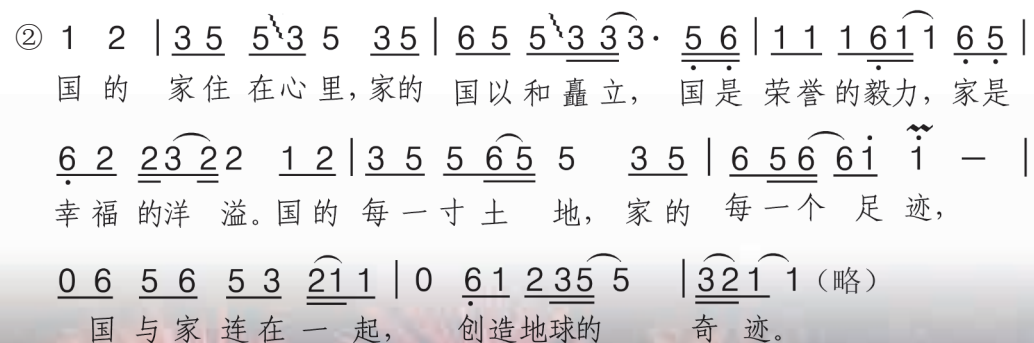 ② 1 2 | 3 5 5 3 5 3 5 | 6 5 5 3 3 3· 5 6 | 1 1 1 6 1 1 6 5 |
国的 家住在心里,家的 国以和矗立, 国是 荣誉的毅力, 家是
6 2 2 3 2 2 1 2 | 3 5 5 6 5 5 3 5 | 6 5 6 6 i i — |
幸福的洋溢。国的 每一寸土地, 家的 每一个足迹,
0 6 5 6 5 3 2 1 1 | 0 6 1 2 3 5 5 | 3 2 1 1(略)
国与家连在一起, 创造地球的 奇迹。